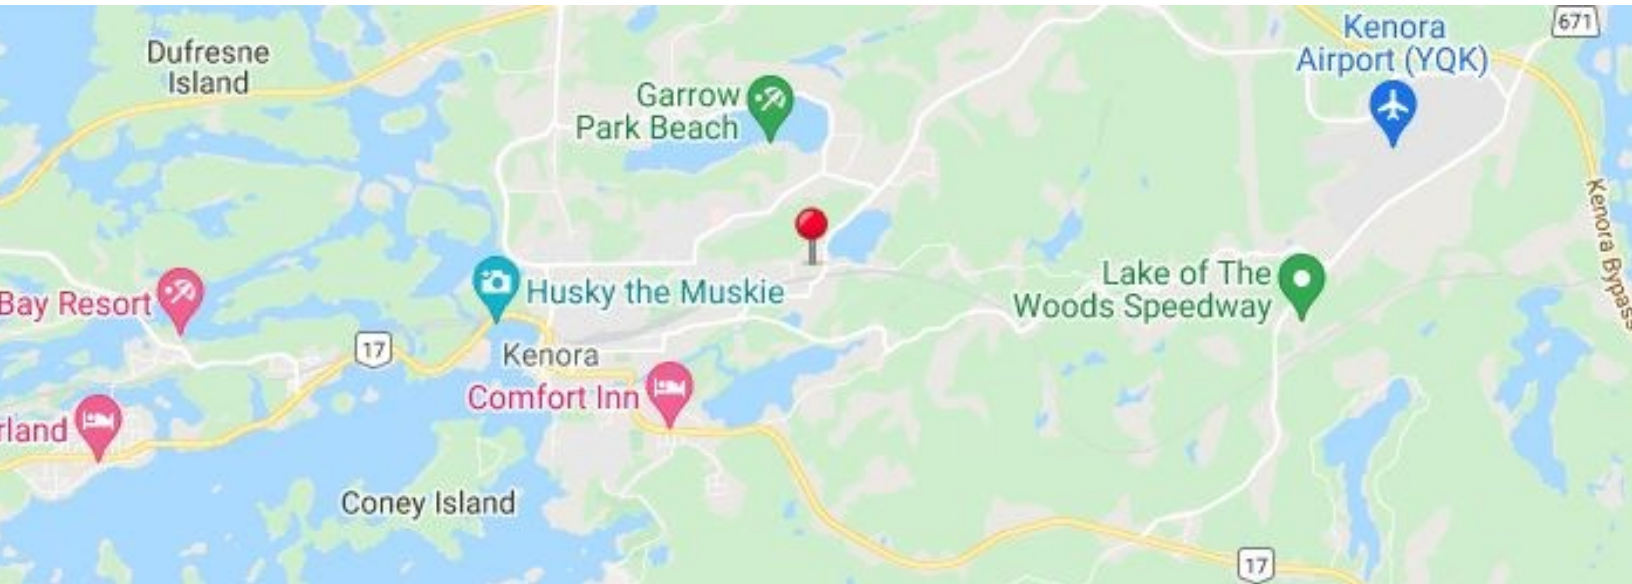 Dufresne
Island
Garrow
Park Beach
Kenora
Airport (YQK)
671
Kenora Bypass
Bay Resort
Husky the Muskie
Lake of The
Woods Speedway
17
Kenora
Comfort Inn
rland
Coney Island
17